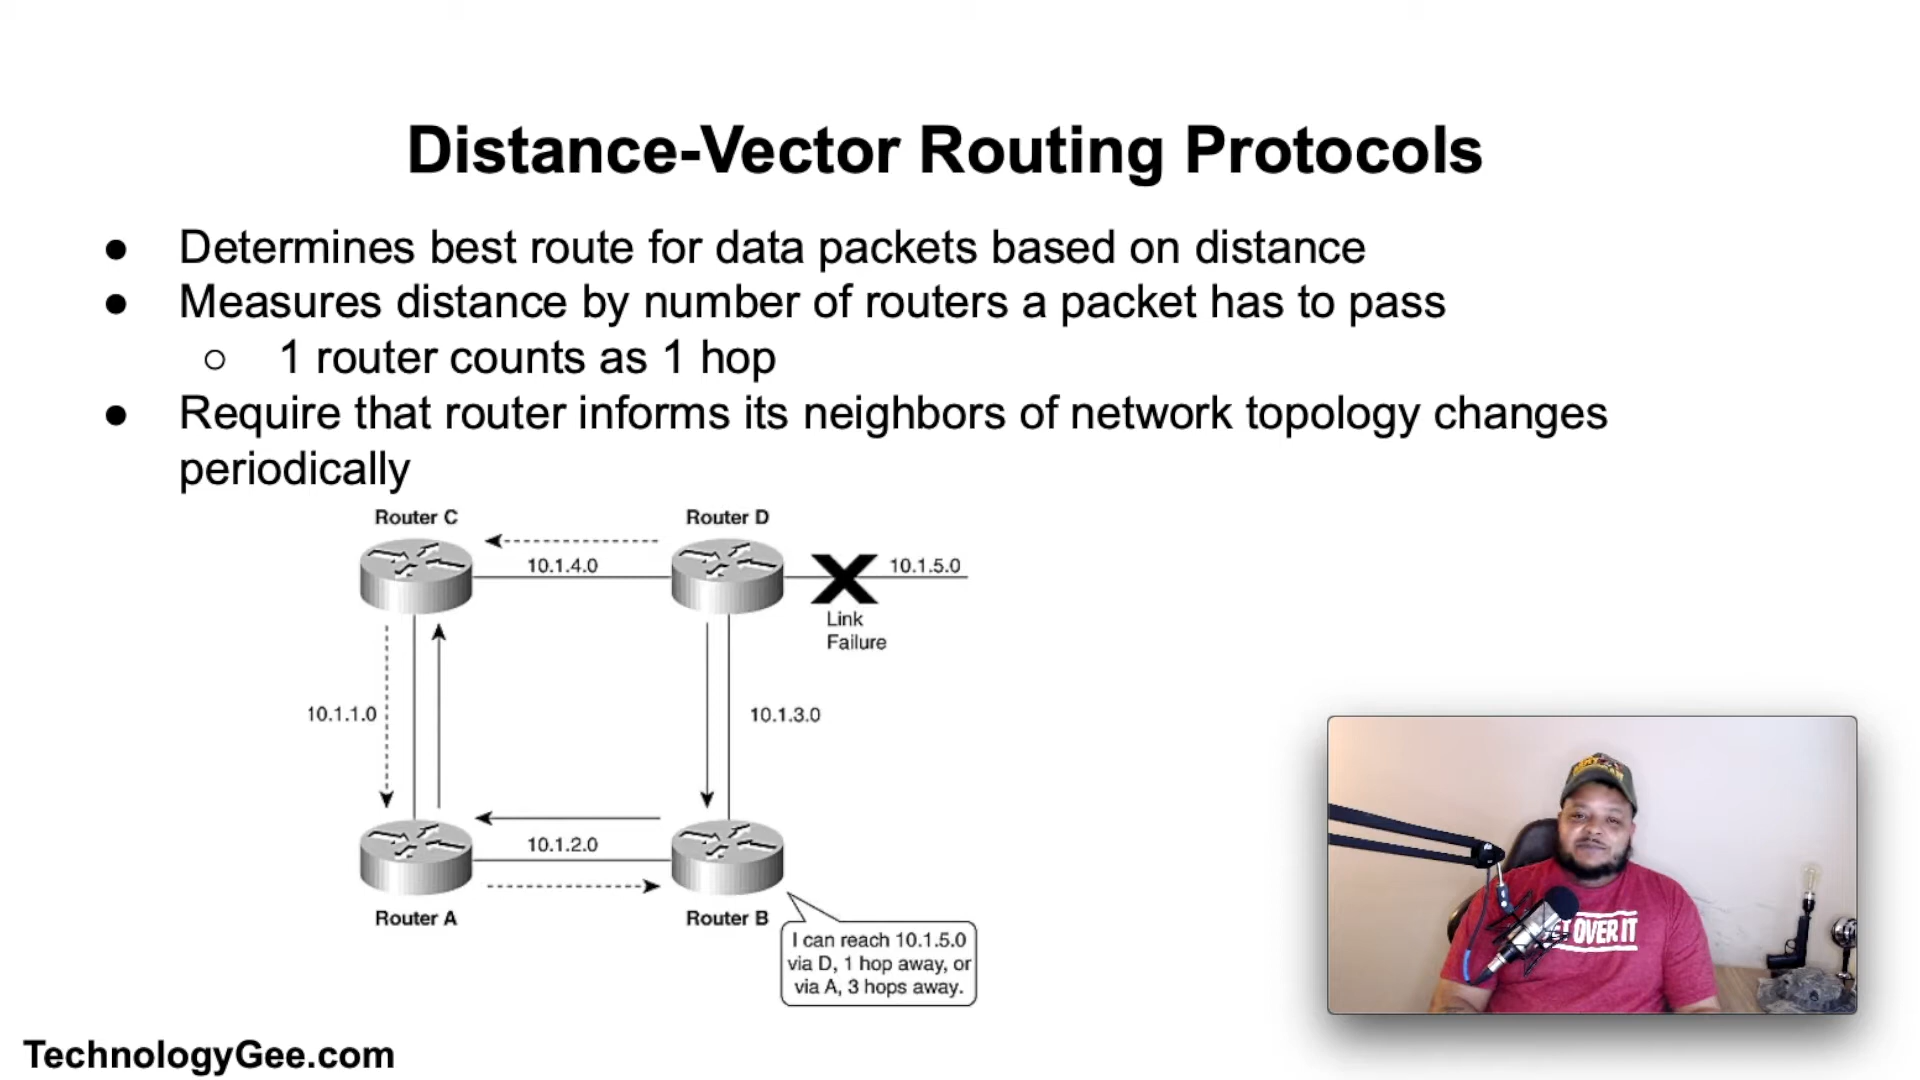 Distance-Vector Routing Protocols
● Determines best route for data packets based on distance
● Measures distance by number of routers a packet has to pass
○ 1 router counts as 1 hop
● Require that router informs its neighbors of network topology changes
periodically
Router C
Router D
10.1.4.0
10.1.5.0
Link
Failure
10.1.1.0
10.1.3.0
10.1.2.0
Router A
Router B
I can reach 10.1.5.0
via D, 1 hop away, or
via A, 3 hops away.
OVER IT
TechnologyGee.com